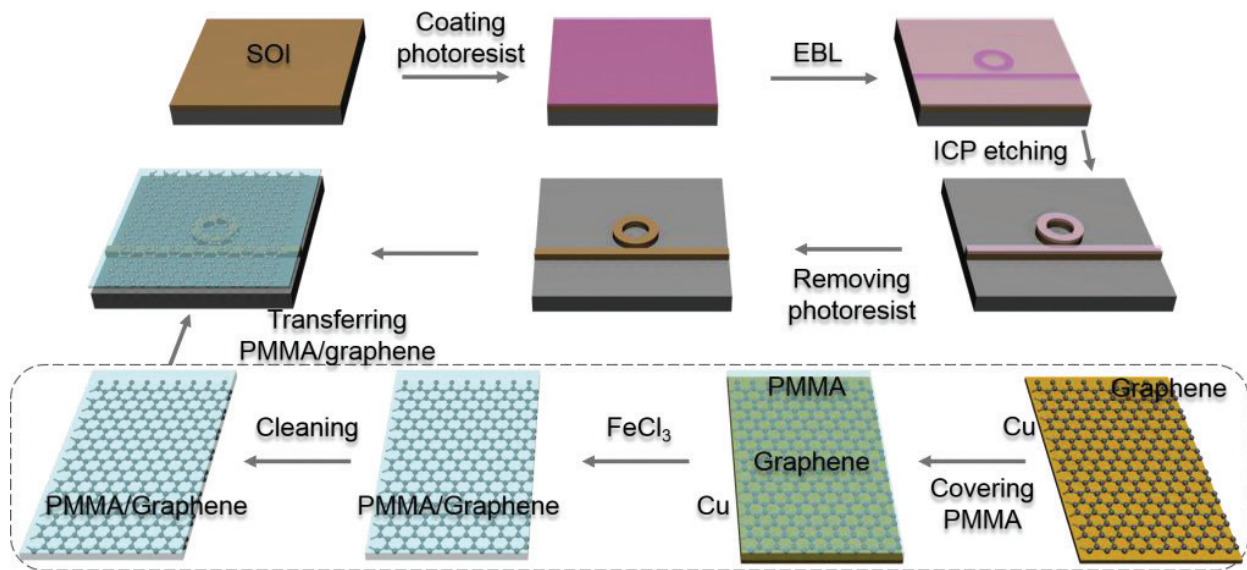 SOI
Coating
photoresist
EBL
ICP etching
Removing
photoresist
Transferring
PMMA/graphene
PMMA/Graphene
Cleaning
PMMA/Graphene
FeCl₃
PMMA
Graphene
Cu
Covering
PMMA
Cu
Graphene